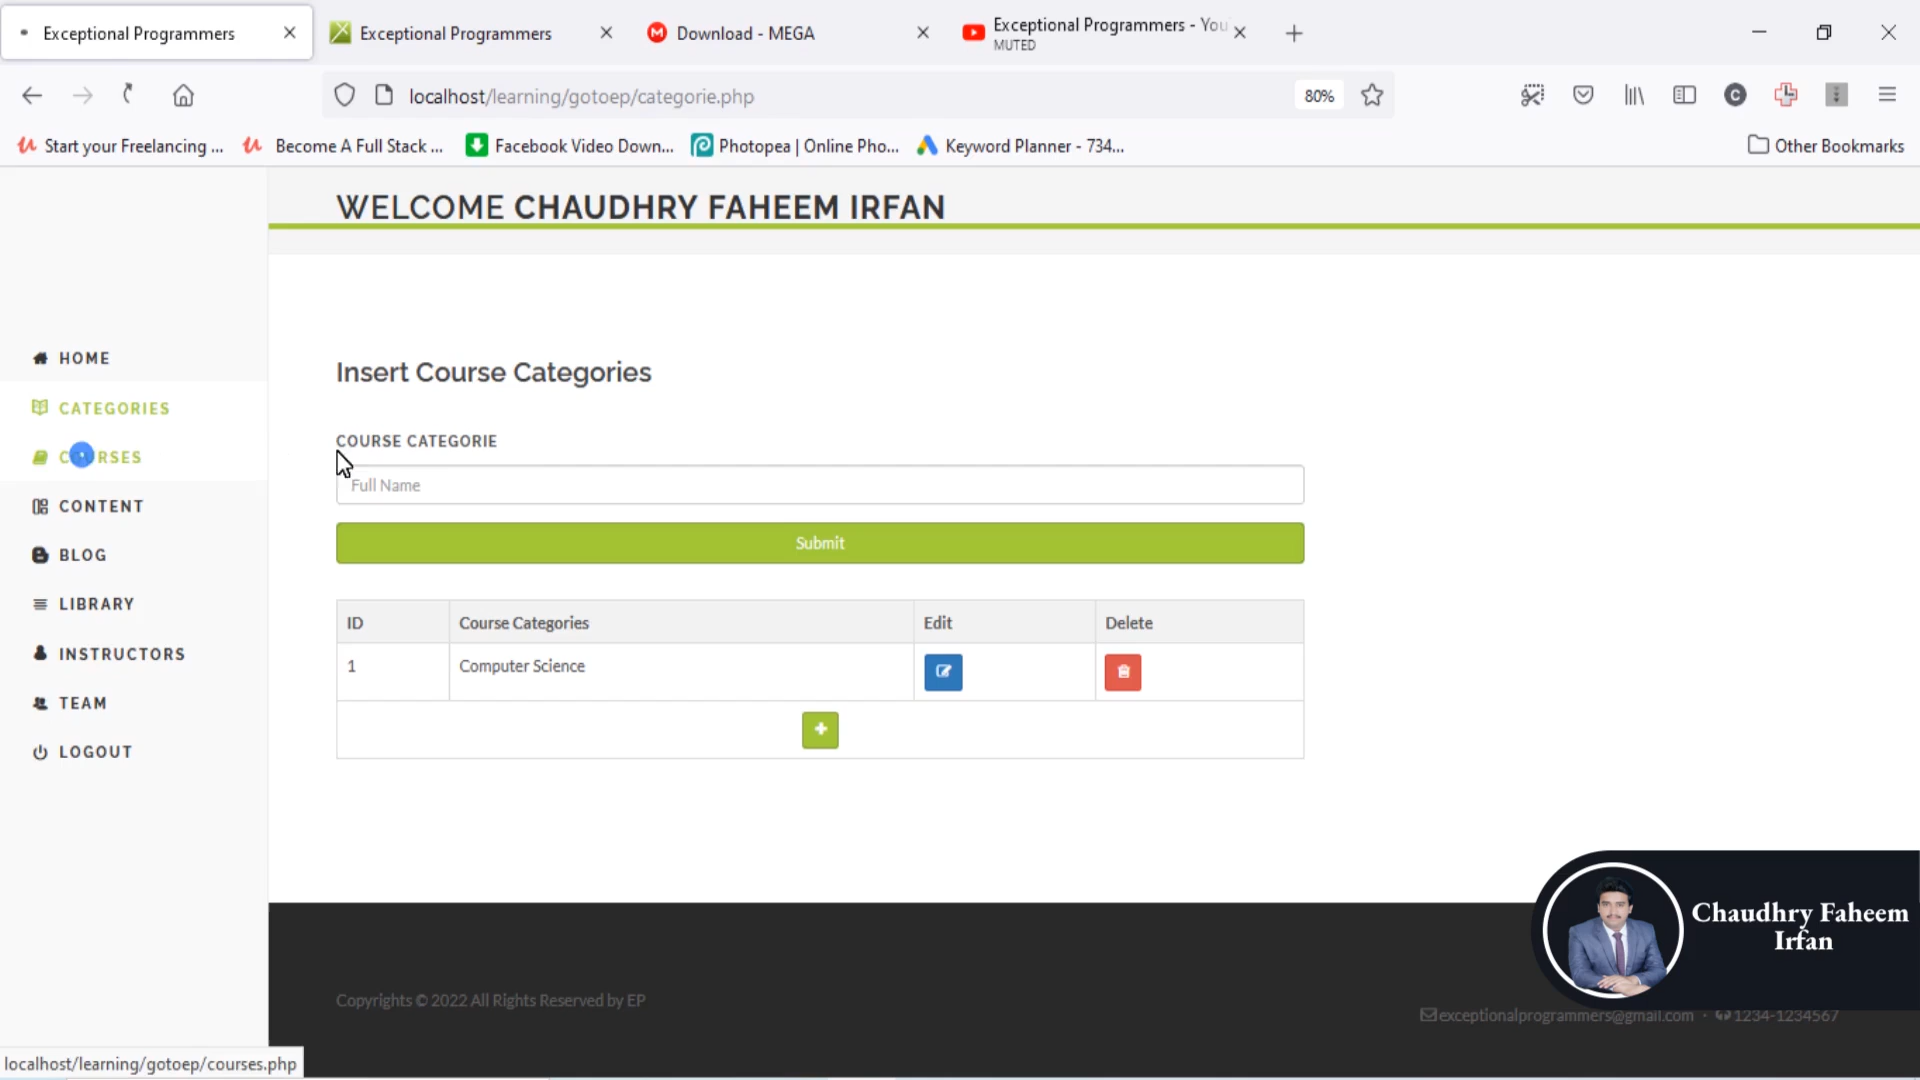 Exceptional Programmers
Exceptional Programmers
Download - MEGA
Exceptional Programmers - You
MUTED
localhost/learning/gotoep/categorie.php
80%
Start your Freelancing ...
Become A Full Stack ...
Facebook Video Down...
Photopea | Online Pho...
Keyword Planner - 734...
Other Bookmarks
WELCOME CHAUDHRY FAHEEM IRFAN
HOME
CATEGORIES
COURSES
CONTENT
BLOG
LIBRARY
INSTRUCTORS
TEAM
LOGOUT
Insert Course Categories
COURSE CATEGORIE
Full Name
Submit
ID Course Categories Edit Delete
1 Computer Science
Chaudhry Faheem
Irfan
Copyrights © 2022 All Rights Reserved by EP
exceptionalprogrammers@gmail.com · 1234-1234567
localhost/learning/gotoep/courses.php